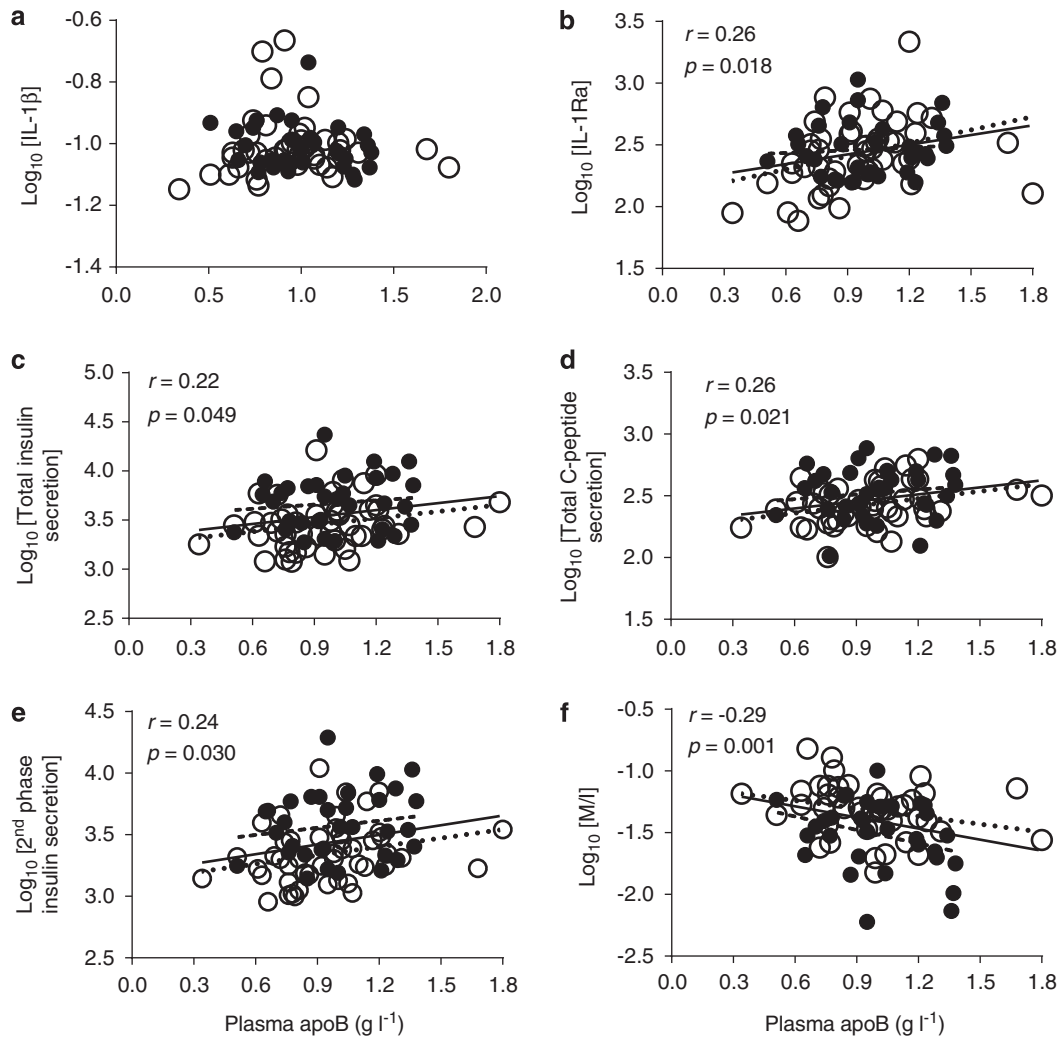 a
-0.6
-0.8
-1.0
-1.2
-1.4
Log10 [IL-1β]
0.0 0.5 1.0 1.5 2.0
b
r = 0.26
p = 0.018
3.5
3.0
2.5
2.0
1.5
Log10 [IL-1Ra]
0.0 0.3 0.6 0.9 1.2 1.5 1.8
c
r = 0.22
p = 0.049
5.0
4.5
4.0
3.5
3.0
2.5
Log10 [Total insulin
secretion]
0.0 0.3 0.6 0.9 1.2 1.5 1.8
d
r = 0.26
p = 0.021
3.5
3.0
2.5
2.0
1.5
Log10 [Total C-peptide
secretion]
0.0 0.3 0.6 0.9 1.2 1.5 1.8
e
r = 0.24
p = 0.030
4.5
4.0
3.5
3.0
2.5
Log10 [2nd phase
insulin secretion]
0.0 0.3 0.6 0.9 1.2 1.5 1.8
Plasma apoB (g l-1)
f
r = -0.29
p = 0.001
-0.5
-1.0
-1.5
-2.0
-2.5
Log10 [M/I]
0.0 0.3 0.6 0.9 1.2 1.5 1.8
Plasma apoB (g l-1)